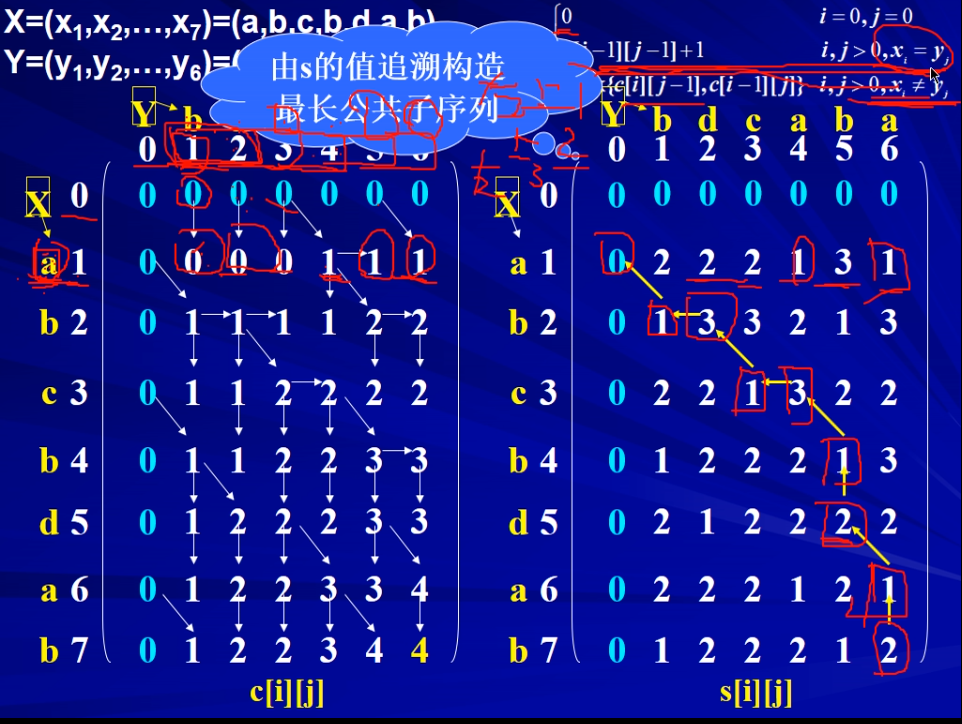 X=(x1,x2,…,x7)=(a,b,c,b,d,a,b)
Y=(y1,y2,…,y6)=(
由s的值追溯构造
最长公共子序列
0 i=0,j=0
i-1][j-1]+1 i,j>0,xi=yj
{c[i][j-1],c[i-1][j]} i,j>0,xi≠yj
Y b
0 1 2 3 4 5 6
X 0 0 0 0 0 0 0 0
a 1 0 0 0 0 1 1 1
b 2 0 1 1 1 1 2 2
c 3 0 1 1 2 2 2 2
b 4 0 1 1 2 2 3 3
d 5 0 1 2 2 2 3 3
a 6 0 1 2 2 3 3 4
b 7 0 1 2 2 3 4 4
c[i][j]
Y b d c a b a
0 1 2 3 4 5 6
X 0 0 0 0 0 0 0 0
a 1 0 2 2 2 1 3 1
b 2 0 1 3 3 2 1 3
c 3 0 2 2 1 3 2 2
b 4 0 1 2 2 2 1 3
d 5 0 2 1 2 2 2 2
a 6 0 2 2 2 1 2 1
b 7 0 1 2 2 2 1 2
s[i][j]